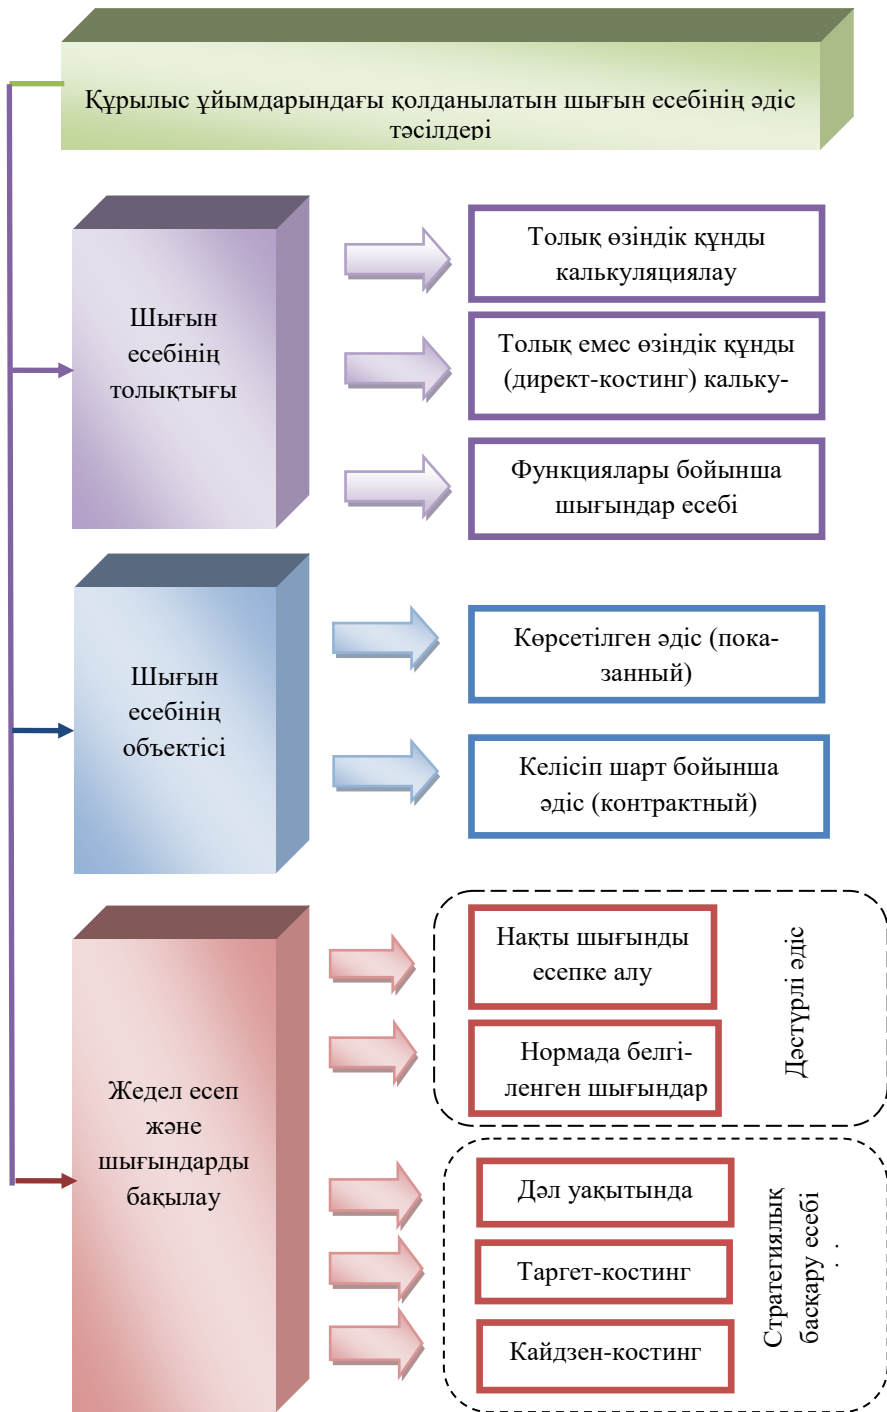 Құрылыс ұйымдарындағы қолданылатын шығын есебінің әдіс
тәсілдері
Шығын
есебінің
толықтығы
Толық өзіндік құнды
калькуляциялау
Толық емес өзіндік құнды
(директ-костинг) кальку-
Функциялары бойынша
шығындар есебі
Шығын
есебінің
объектісі
Көрсетілген әдіс (пока-
занный)
Келісіп шарт бойынша
әдіс (контрактный)
Жедел есеп
және
шығындарды
бақылау
Нақты шығынды
есепке алу
Нормада белгі-
ленген шығындар
Дәстүрлі әдіс
Дәл уақытында
Таргет-костинг
Кайдзен-костинг
Стратегиялық
басқару есебі